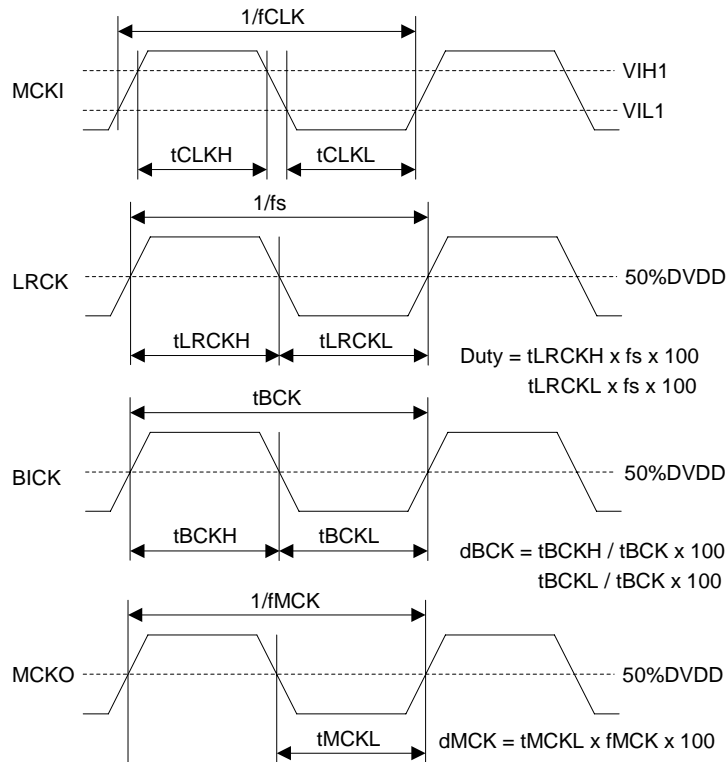 1/fCLK
VIH1
MCKI
VIL1
tCLKH
tCLKL
1/fs
LRCK
50%DVDD
tLRCKH
tLRCKL
Duty = tLRCKH x fs x 100
tLRCKL x fs x 100
tBCK
BICK
50%DVDD
tBCKH
tBCKL
dBCK = tBCKH / tBCK x 100
tBCKL / tBCK x 100
1/fMCK
MCKO
50%DVDD
tMCKL
dMCK = tMCKL x fMCK x 100